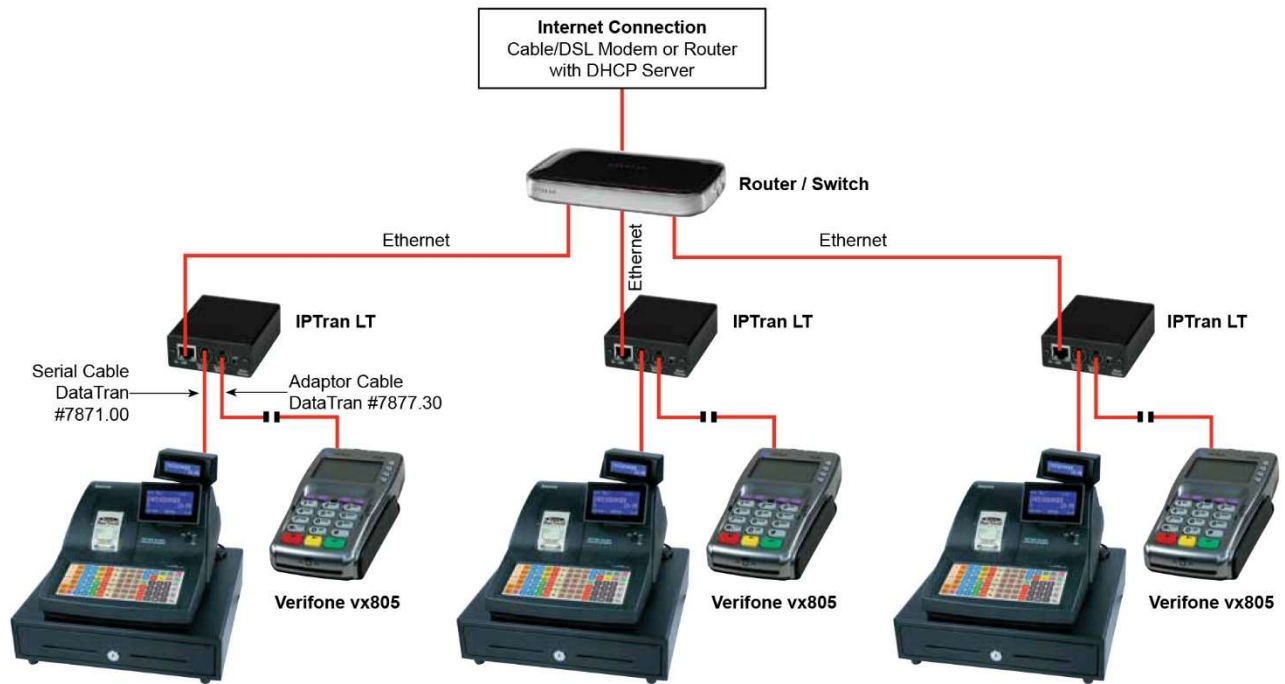 Internet Connection
Cable/DSL Modem or Router
with DHCP Server
Router / Switch
Ethernet
Ethernet
Ethernet
IPTran LT
IPTran LT
IPTran LT
Serial Cable
DataTran
#7871.00
Adaptor Cable
DataTran #7877.30
Verifone vx805
Verifone vx805
Verifone vx805